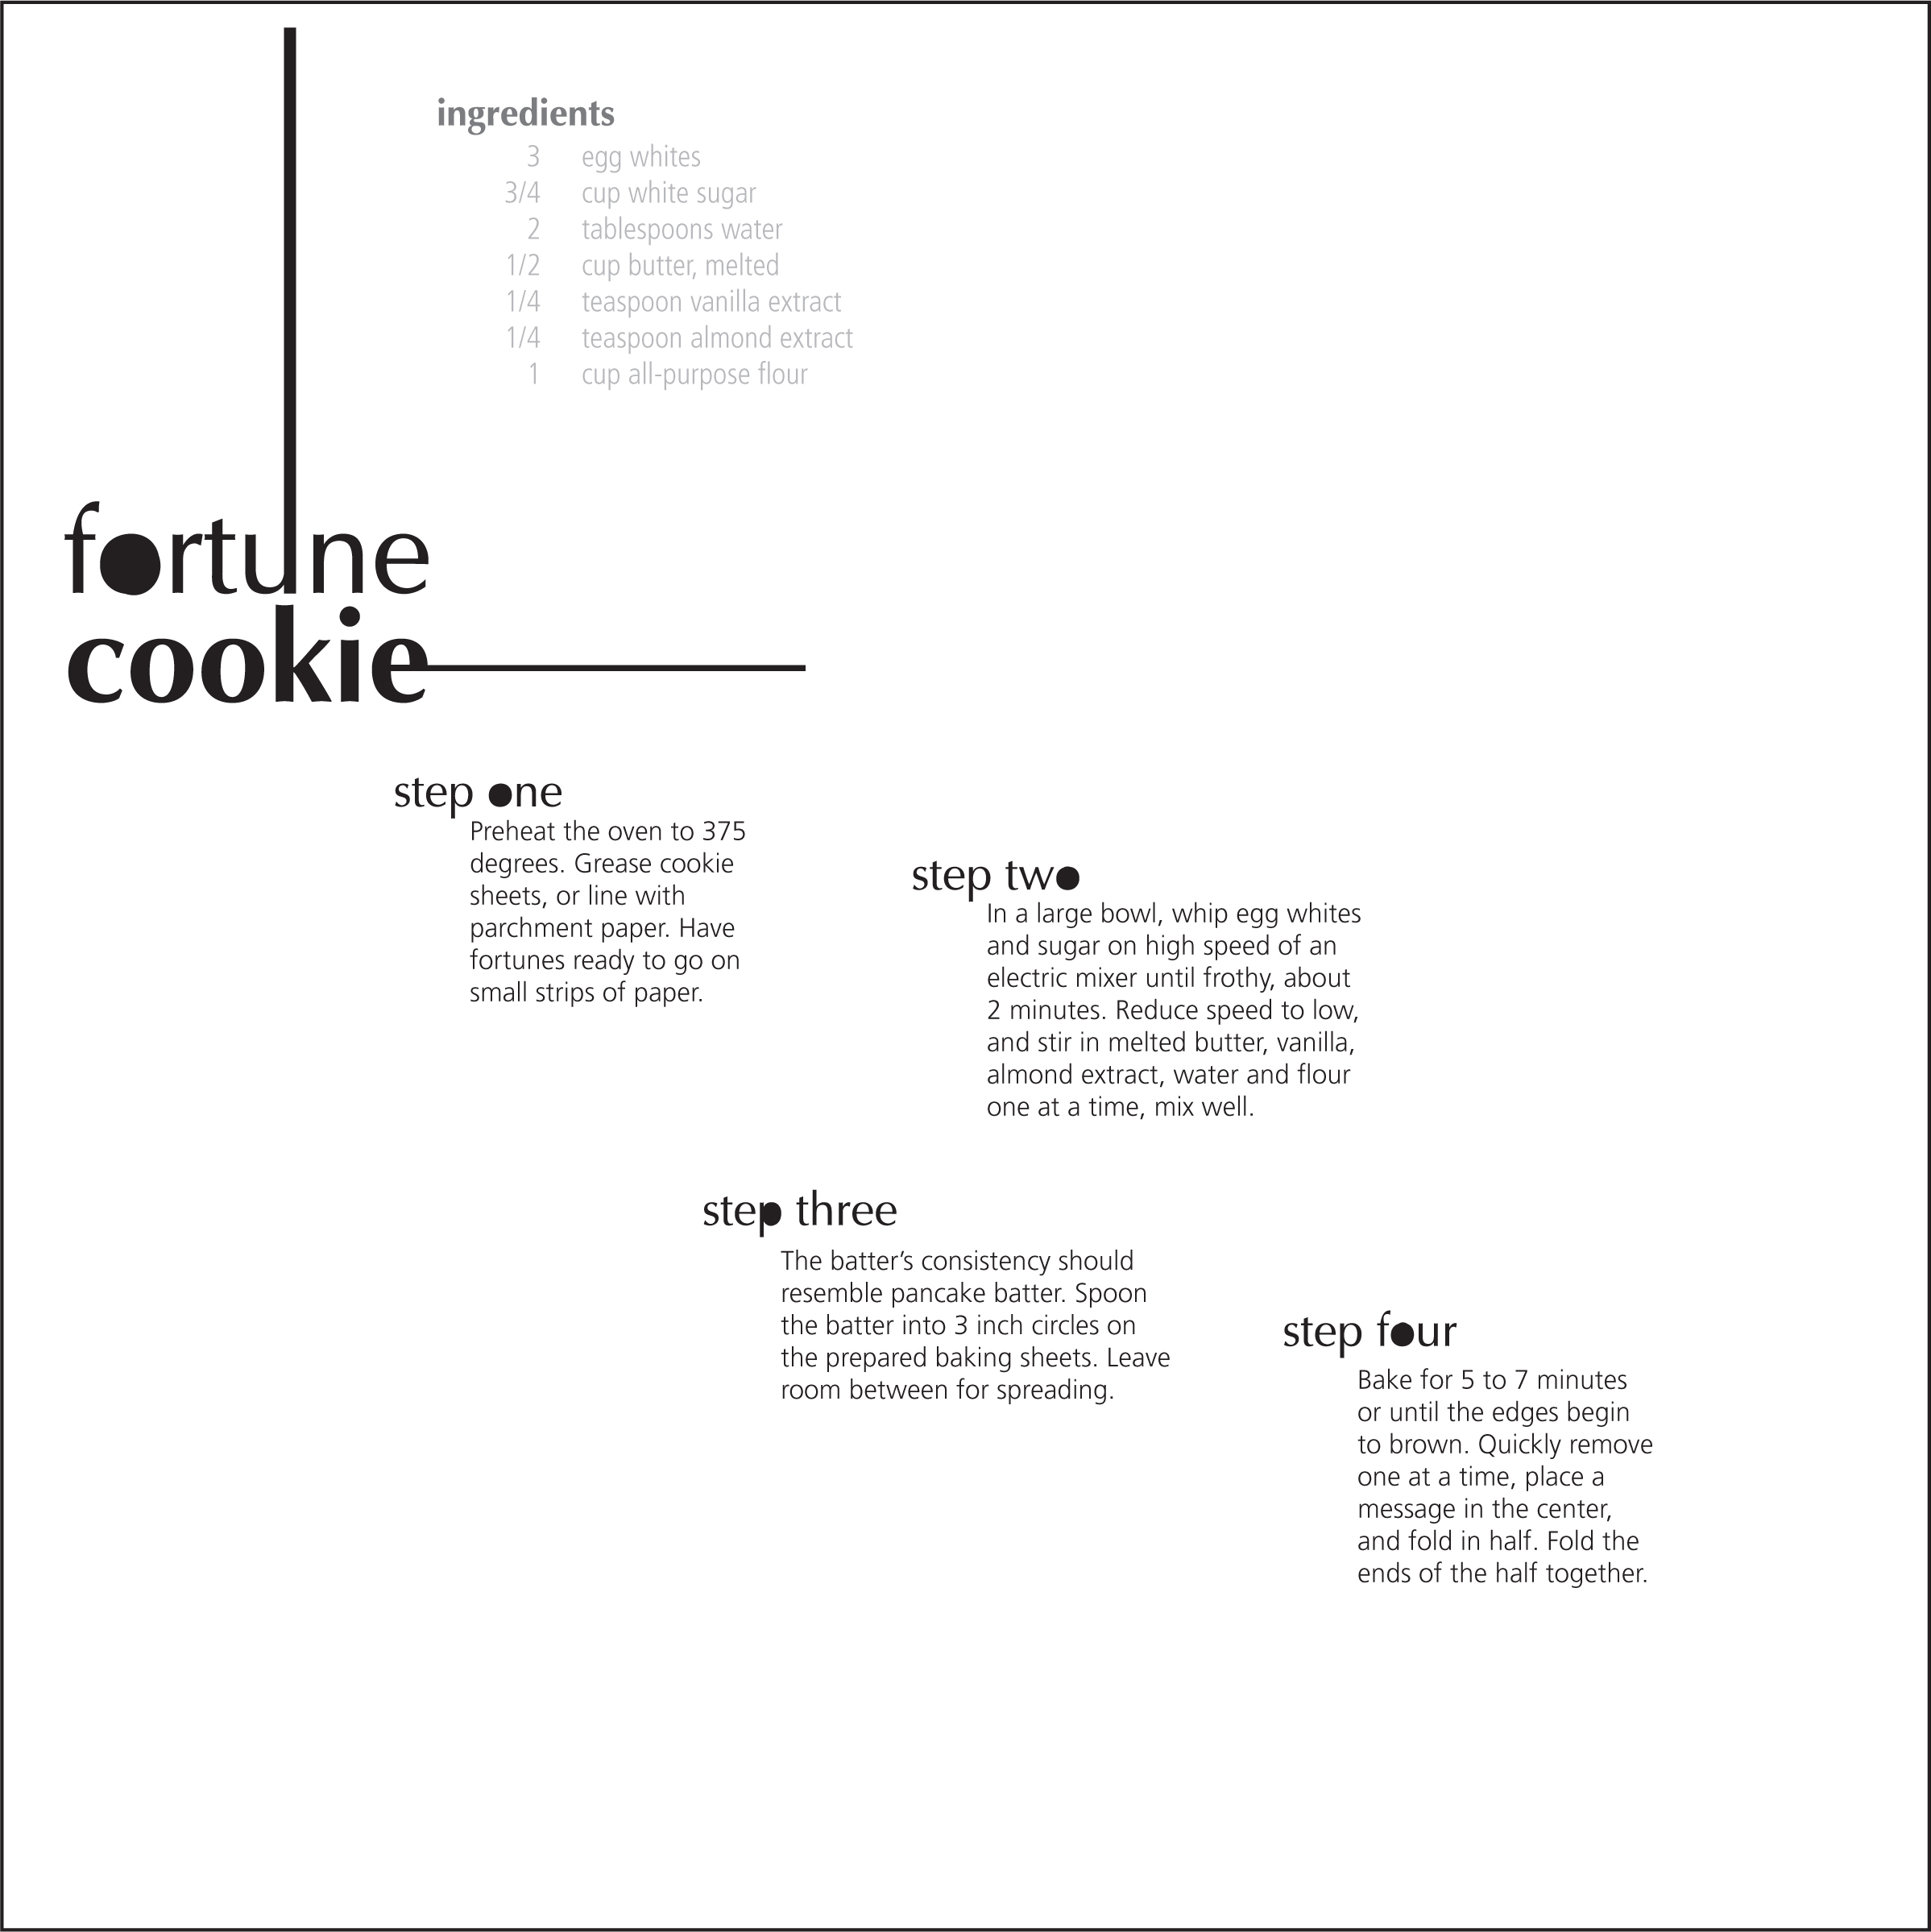 ingredients
3 egg whites
3/4 cup white sugar
2 tablespoons water
1/2 cup butter, melted
1/4 teaspoon vanilla extract
1/4 teaspoon almond extract
1 cup all-purpose flour
fortune
cookie
step one
Preheat the oven to 375
degrees. Grease cookie
sheets, or line with
parchment paper. Have
fortunes ready to go on
small strips of paper.
step two
In a large bowl, whip egg whites
and sugar on high speed of an
electric mixer until frothy, about
2 minutes. Reduce speed to low,
and stir in melted butter, vanilla,
almond extract, water and flour
one at a time, mix well.
step three
The batter’s consistency should
resemble pancake batter. Spoon
the batter into 3 inch circles on
the prepared baking sheets. Leave
room between for spreading.
step four
Bake for 5 to 7 minutes
or until the edges begin
to brown. Quickly remove
one at a time, place a
message in the center,
and fold in half. Fold the
ends of the half together.